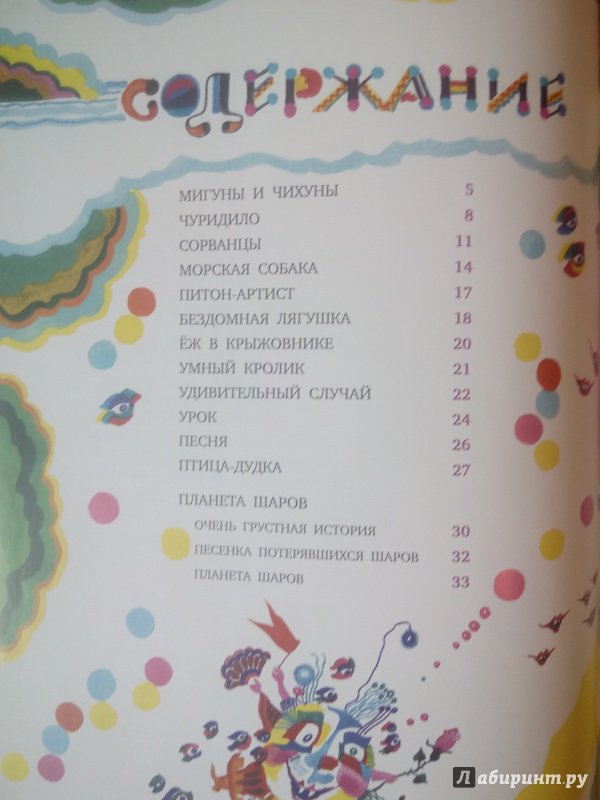 СОДЕРЖАНИЕ
МИГУНЫ И ЧИХУНЫ 5
ЧУРИДИЛО 8
СОРВАНЦЫ 11
МОРСКАЯ СОБАКА 14
ПИТОН-АРТИСТ 17
БЕЗДОМНАЯ ЛЯГУШКА 18
ЁЖ В КРЫЖОВНИКЕ 20
УМНЫЙ КРОЛИК 21
УДИВИТЕЛЬНЫЙ СЛУЧАЙ 22
УРОК 24
ПЕСНЯ 26
ПТИЦА-ДУДКА 27
ПЛАНЕТА ШАРОВ
ОЧЕНЬ ГРУСТНАЯ ИСТОРИЯ 30
ПЕСЕНКА ПОТЕРЯВШИХСЯ ШАРОВ 32
ПЛАНЕТА ШАРОВ 33
Лабиринт.ру